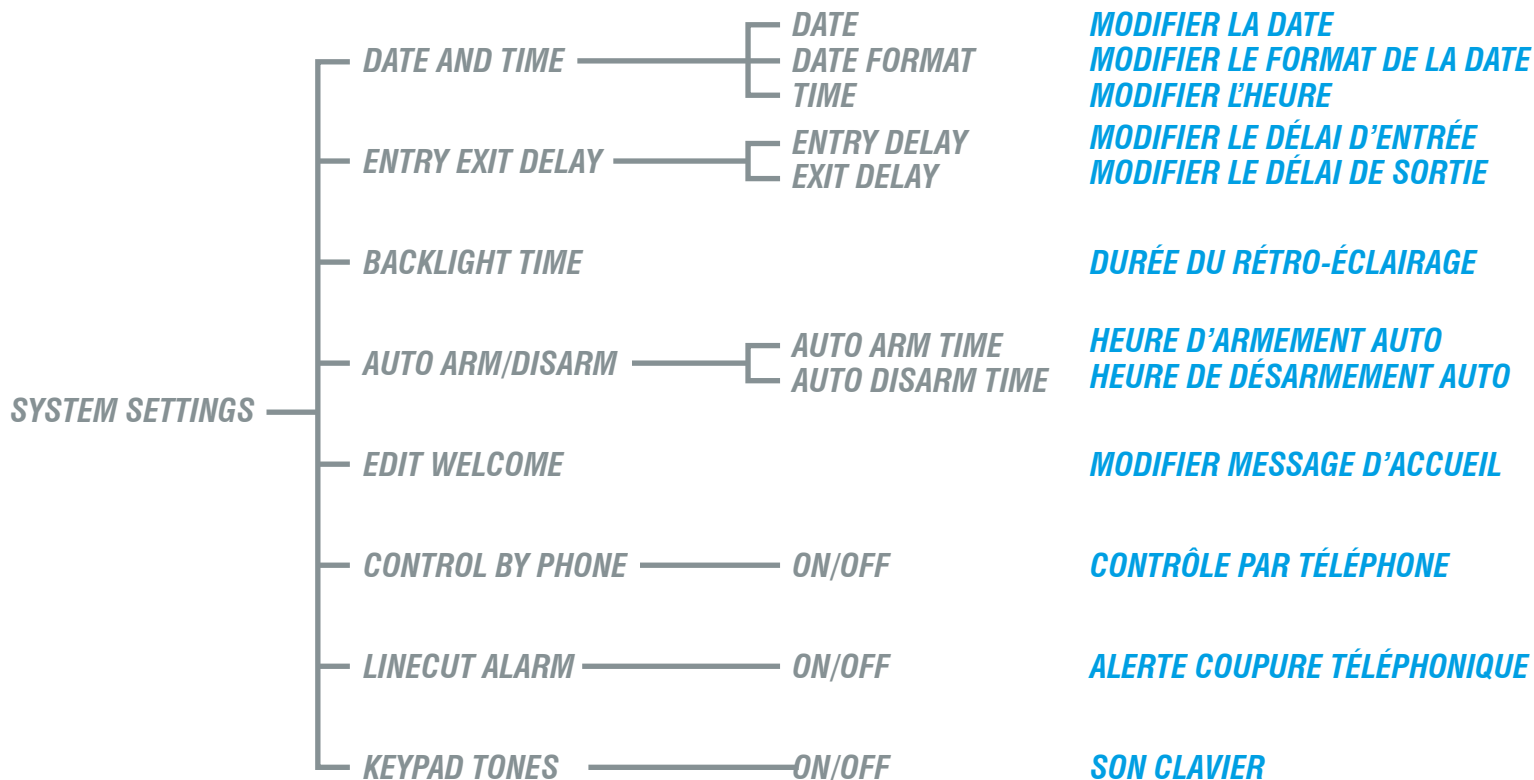 DATE MODIFIER LA DATE
DATE AND TIME DATE FORMAT MODIFIER LE FORMAT DE LA DATE
TIME MODIFIER L'HEURE
ENTRY DELAY MODIFIER LE DÉLAI D'ENTRÉE
ENTRY EXIT DELAY
EXIT DELAY MODIFIER LE DÉLAI DE SORTIE
BACKLIGHT TIME DURÉE DU RÉTRO-ÉCLAIRAGE
AUTO ARM TIME HEURE D'ARMEMENT AUTO
AUTO ARM/DISARM
AUTO DISARM TIME HEURE DE DÉSARMEMENT AUTO
SYSTEM SETTINGS
EDIT WELCOME MODIFIER MESSAGE D'ACCUEIL
CONTROL BY PHONE ON/OFF CONTRÔLE PAR TÉLÉPHONE
LINECUT ALARM ON/OFF ALERTE COUPURE TÉLÉPHONIQUE
KEYPAD TONES ON/OFF SON CLAVIER